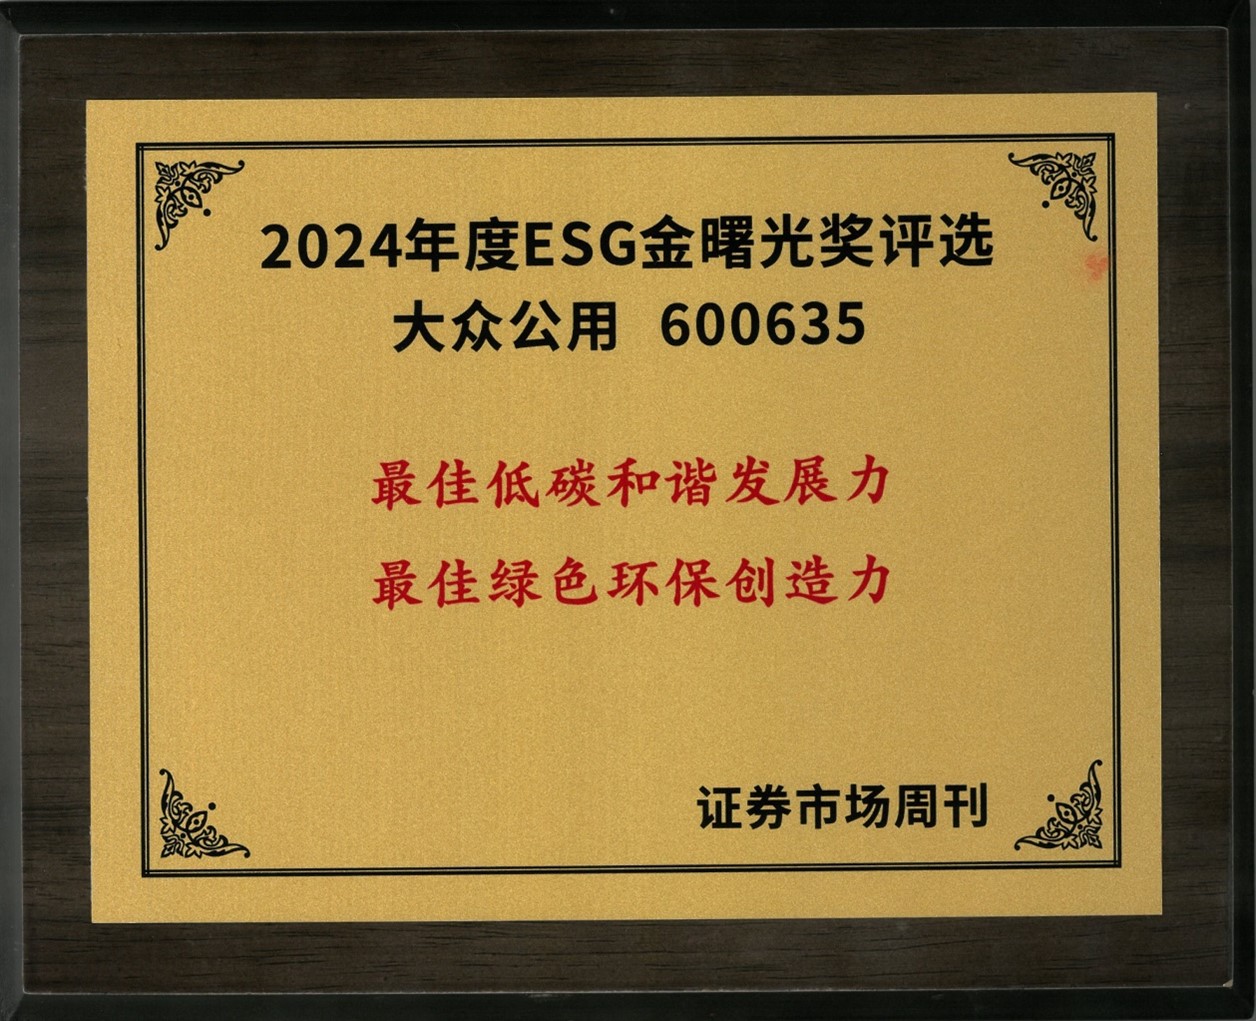 2024年度ESG金曙光奖评选
大众公用 600635
最佳低碳和谐发展力
最佳绿色环保创造力
证券市场周刊